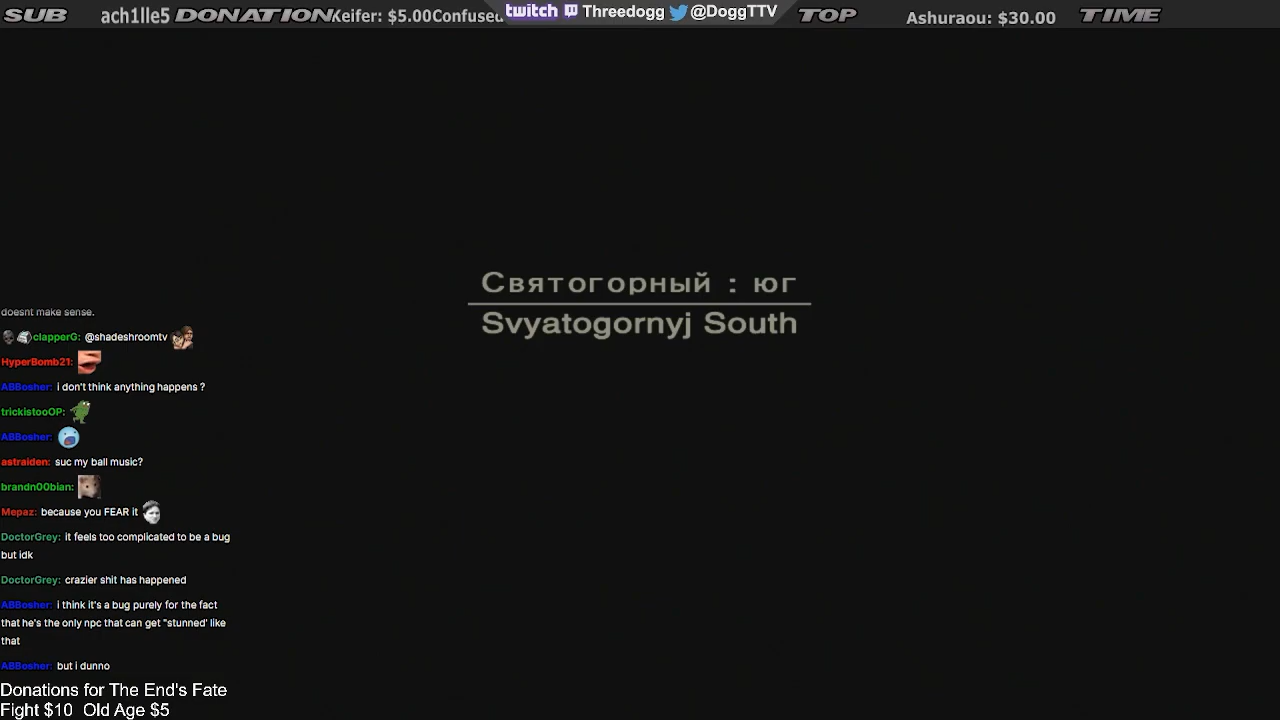 SUB ach1lle5 DONATION Keifer: $5.00Confused twitch Threedogg @DoggTTV TOP Ashuraou: $30.00 TIME
Святогорный : юг
Svyatogornyj South
doesnt make sense.
clapperG: @shadeshroomtv
HyperBomb21:
ABBosher: i don't think anything happens ?
trickistooOP:
ABBosher:
astraiden: suc my ball music?
brandn00bian:
Mepaz: because you FEAR it
DoctorGrey: it feels too complicated to be a bug
but idk
DoctorGrey: crazier shit has happened
ABBosher: i think it's a bug purely for the fact
that he's the only npc that can get "stunned' like
that
ABBosher: but i dunno
Donations for The End's Fate
Fight $10 Old Age $5